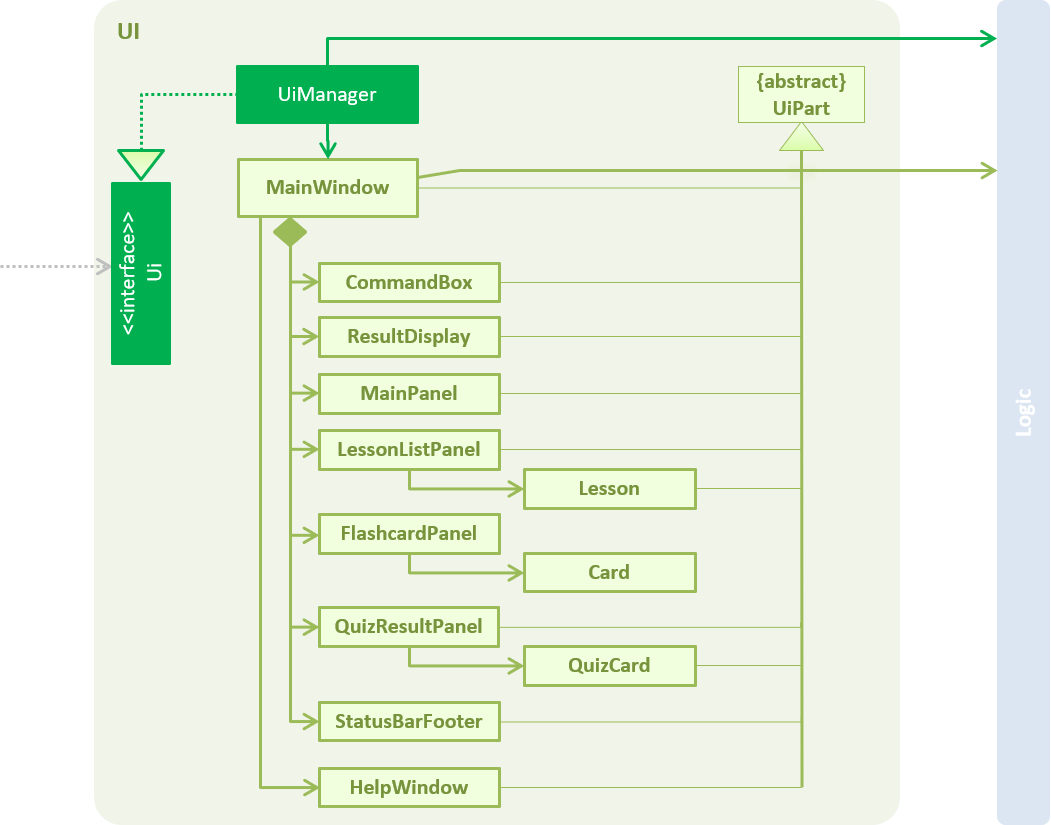 UI
UiManager
{abstract}
UiPart
MainWindow
<<interface>>
Ui
CommandBox
ResultDisplay
MainPanel
Logic
LessonListPanel
Lesson
FlashcardPanel
Card
QuizResultPanel
QuizCard
StatusBarFooter
HelpWindow